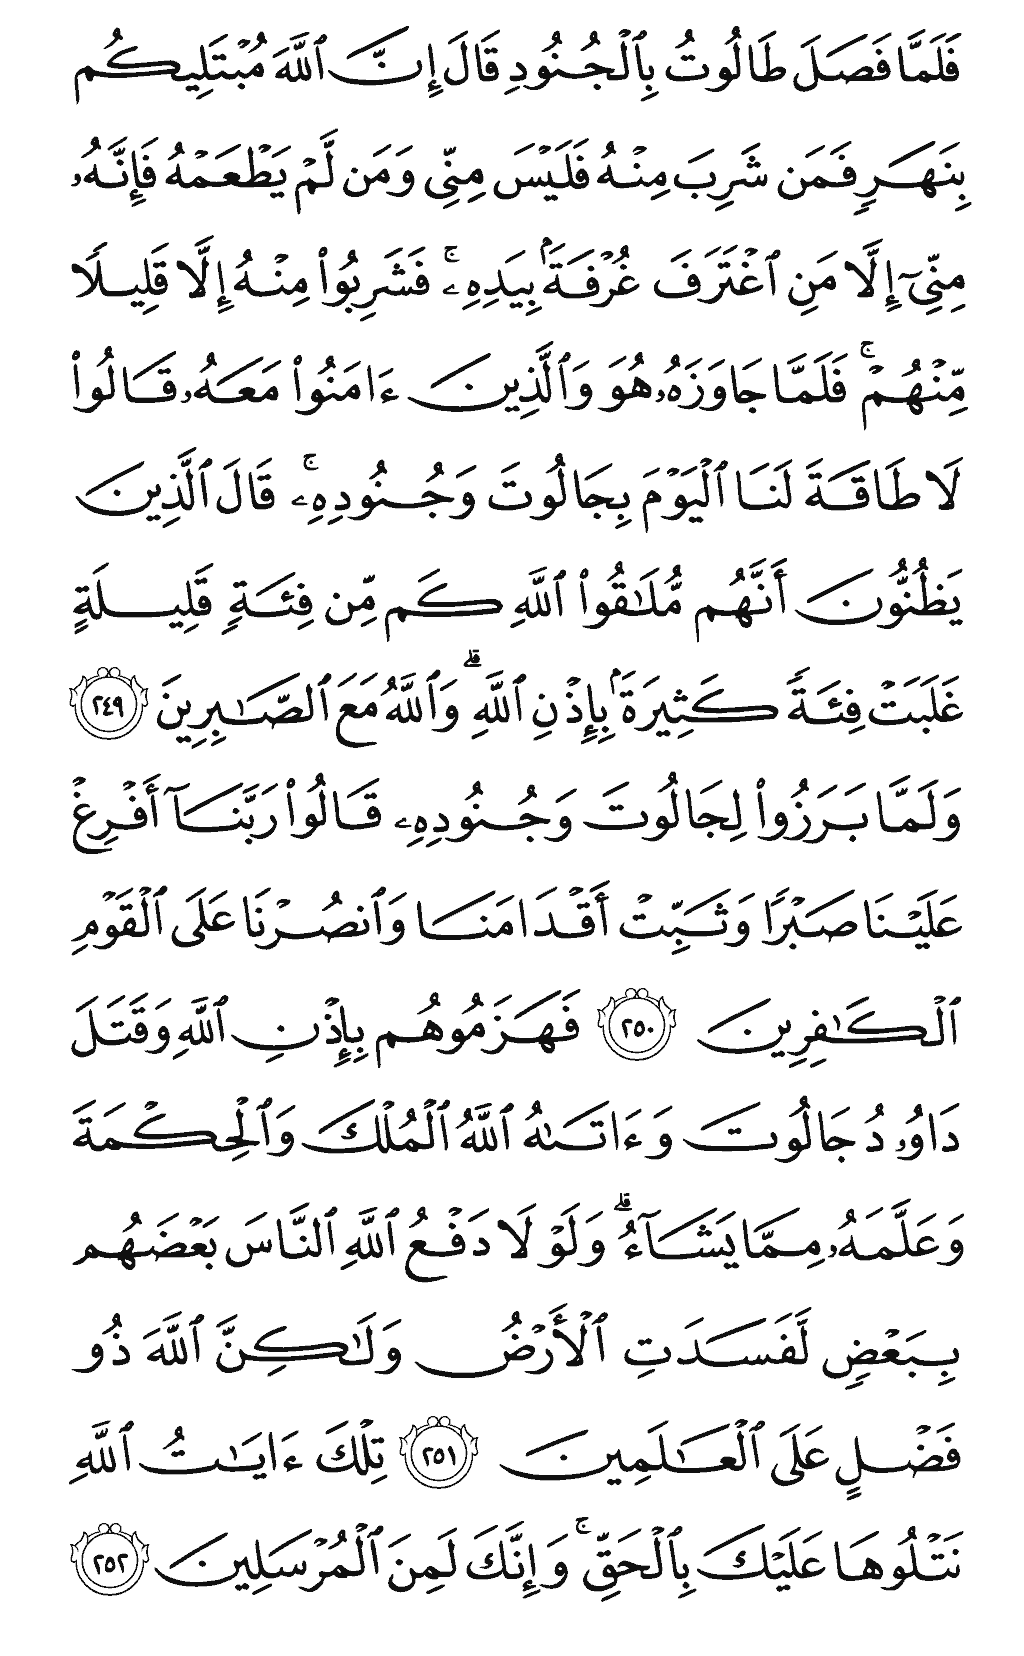 فَلَمَّا فَصَلَ طَالُوتُ بِٱلْجُنُودِ قَالَ إِنَّ ٱللَّهَ مُبْتَلِيكُم
بِنَهَرٍ فَمَن شَرِبَ مِنْهُ فَلَيْسَ مِنِّى وَمَن لَّمْ يَطْعَمْهُ فَإِنَّهُۥ
مِنِّىٓ إِلَّا مَنِ ٱغْتَرَفَ غُرْفَةًۢ بِيَدِهِۦ ۚ فَشَرِبُوا۟ مِنْهُ إِلَّا قَلِيلًا
مِّنْهُمْ ۚ فَلَمَّا جَاوَزَهُۥ هُوَ وَٱلَّذِينَ ءَامَنُوا۟ مَعَهُۥ قَالُوا۟
لَا طَاقَةَ لَنَا ٱلْيَوْمَ بِجَالُوتَ وَجُنُودِهِۦ ۚ قَالَ ٱلَّذِينَ
يَظُنُّونَ أَنَّهُم مُّلَـٰقُوا۟ ٱللَّهِ كَم مِّن فِئَةٍ قَلِيلَةٍ
غَلَبَتْ فِئَةً كَثِيرَةًۢ بِإِذْنِ ٱللَّهِ ۗ وَٱللَّهُ مَعَ ٱلصَّـٰبِرِينَ ٢٤٩
وَلَمَّا بَرَزُوا۟ لِجَالُوتَ وَجُنُودِهِۦ قَالُوا۟ رَبَّنَآ أَفْرِغْ
عَلَيْنَا صَبْرًا وَثَبِّتْ أَقْدَامَنَا وَٱنصُرْنَا عَلَى ٱلْقَوْمِ
ٱلْكَـٰفِرِينَ ٢٥٠ فَهَزَمُوهُم بِإِذْنِ ٱللَّهِ وَقَتَلَ
دَاوُۥدُ جَالُوتَ وَءَاتَىٰهُ ٱللَّهُ ٱلْمُلْكَ وَٱلْحِكْمَةَ
وَعَلَّمَهُۥ مِمَّا يَشَآءُ ۗ وَلَوْلَا دَفْعُ ٱللَّهِ ٱلنَّاسَ بَعْضَهُم
بِبَعْضٍ لَّفَسَدَتِ ٱلْأَرْضُ وَلَـٰكِنَّ ٱللَّهَ ذُو
فَضْلٍ عَلَى ٱلْعَـٰلَمِينَ ٢٥١ تِلْكَ ءَايَـٰتُ ٱللَّهِ
نَتْلُوهَا عَلَيْكَ بِٱلْحَقِّ ۚ وَإِنَّكَ لَمِنَ ٱلْمُرْسَلِينَ ٢٥٢